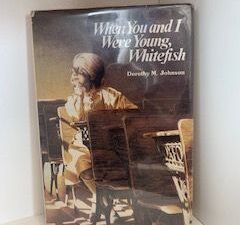 When You and I
Were Young,
Whitefish
Dorothy M. Johnson